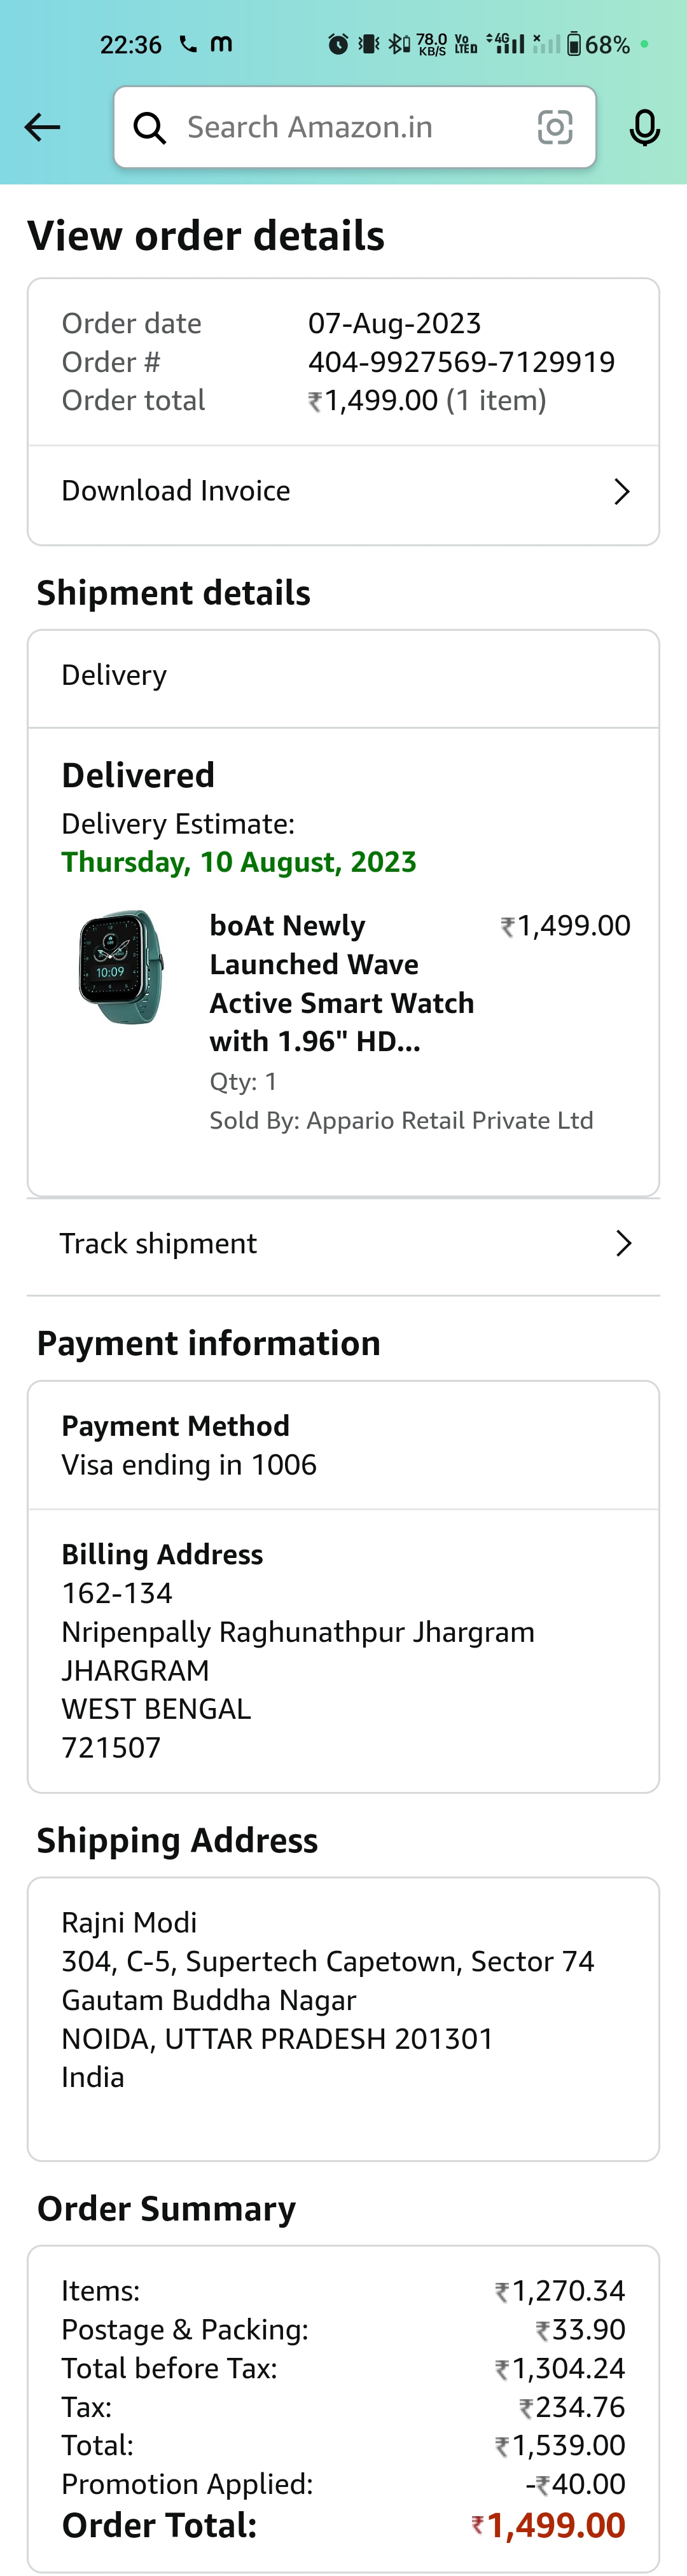 22:36 m 78.0 KB/S Vo LTED 4G 68%
Search Amazon.in
View order details
Order date 07-Aug-2023
Order # 404-9927569-7129919
Order total ₹1,499.00 (1 item)
Download Invoice
Shipment details
Delivery
Delivered
Delivery Estimate:
Thursday, 10 August, 2023
boAt Newly ₹1,499.00
Launched Wave
Active Smart Watch
with 1.96" HD...
Qty: 1
Sold By: Appario Retail Private Ltd
10:09
Track shipment
Payment information
Payment Method
Visa ending in 1006
Billing Address
162-134
Nripenpally Raghunathpur Jhargram
JHARGRAM
WEST BENGAL
721507
Shipping Address
Rajni Modi
304, C-5, Supertech Capetown, Sector 74
Gautam Buddha Nagar
NOIDA, UTTAR PRADESH 201301
India
Order Summary
Items: ₹1,270.34
Postage & Packing: ₹33.90
Total before Tax: ₹1,304.24
Tax: ₹234.76
Total: ₹1,539.00
Promotion Applied: -₹40.00
Order Total: ₹1,499.00